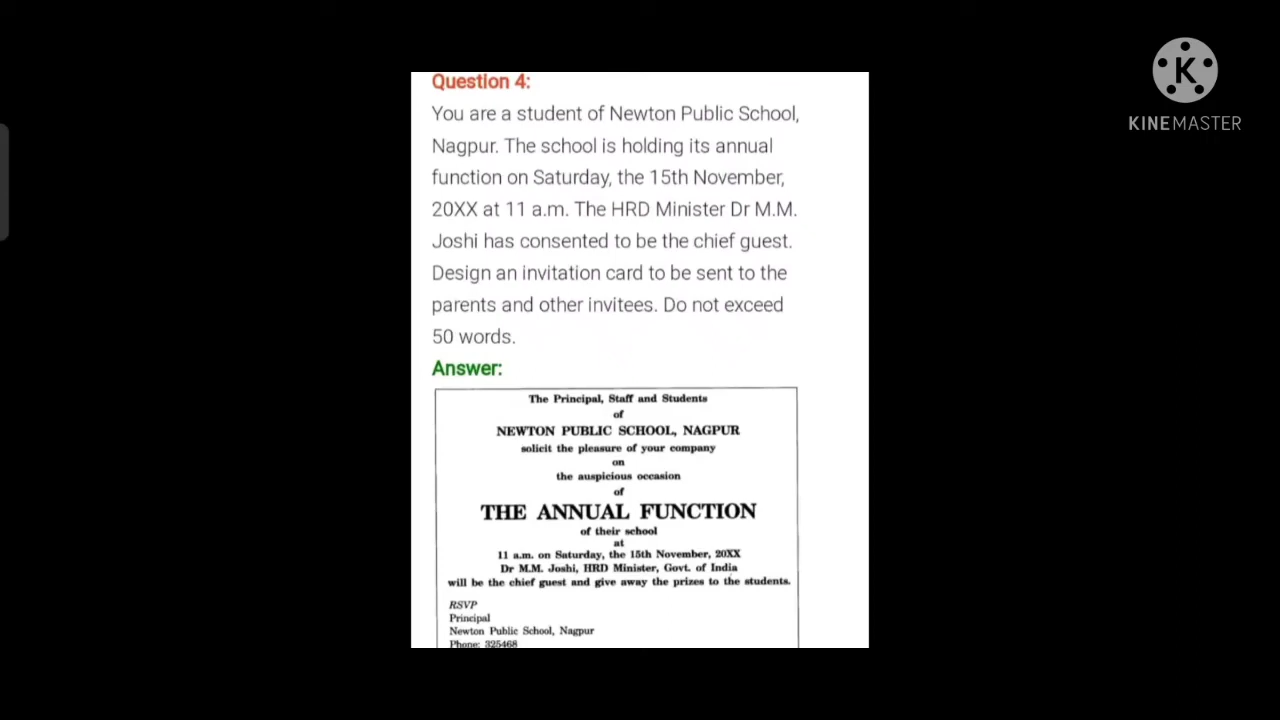 Question 4:
You are a student of Newton Public School,
Nagpur. The school is holding its annual
function on Saturday, the 15th November,
20XX at 11 a.m. The HRD Minister Dr M.M.
Joshi has consented to be the chief guest.
Design an invitation card to be sent to the
parents and other invitees. Do not exceed
50 words.
Answer:
The Principal, Staff and Students
of
NEWTON PUBLIC SCHOOL, NAGPUR
solicit the pleasure of your company
on
the auspicious occasion
of
THE ANNUAL FUNCTION
of their school
at
11 a.m. on Saturday, the 15th November, 20XX
Dr M.M. Joshi, HRD Minister, Govt. of India
will be the chief guest and give away the prizes to the students.
RSVP
Principal
Newton Public School, Nagpur
Phone: 325468
K
KINEMASTER